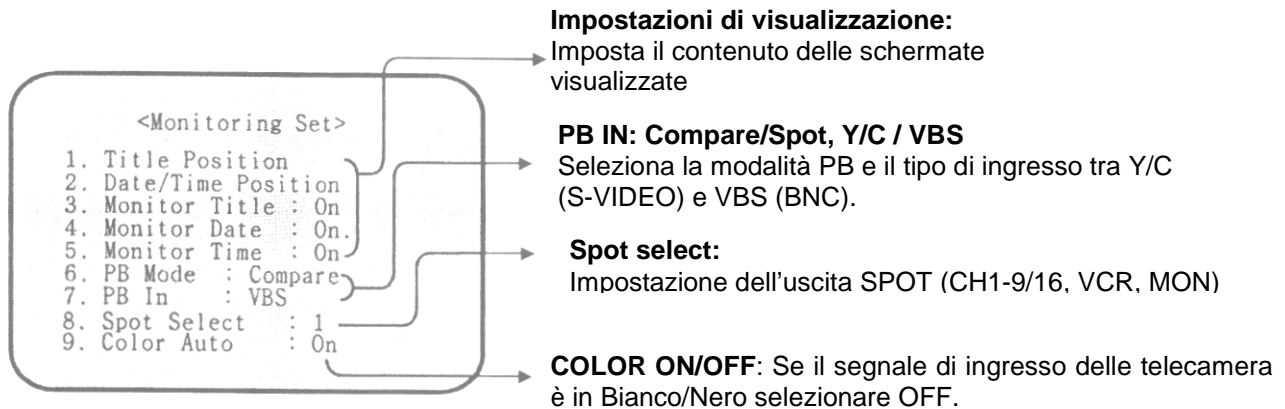 Impostazioni di visualizzazione:
Imposta il contenuto delle schermate
visualizzate
<Monitoring Set>
1. Title Position
2. Date/Time Position
3. Monitor Title : On
4. Monitor Date : On.
5. Monitor Time : On
6. PB Mode : Compare
7. PB In : VBS
8. Spot Select : 1
9. Color Auto : On
PB IN: Compare/Spot, Y/C / VBS
Seleziona la modalità PB e il tipo di ingresso tra Y/C
(S-VIDEO) e VBS (BNC).
Spot select:
Impostazione dell'uscita SPOT (CH1-9/16, VCR, MON)
COLOR ON/OFF: Se il segnale di ingresso delle telecamera
è in Bianco/Nero selezionare OFF.